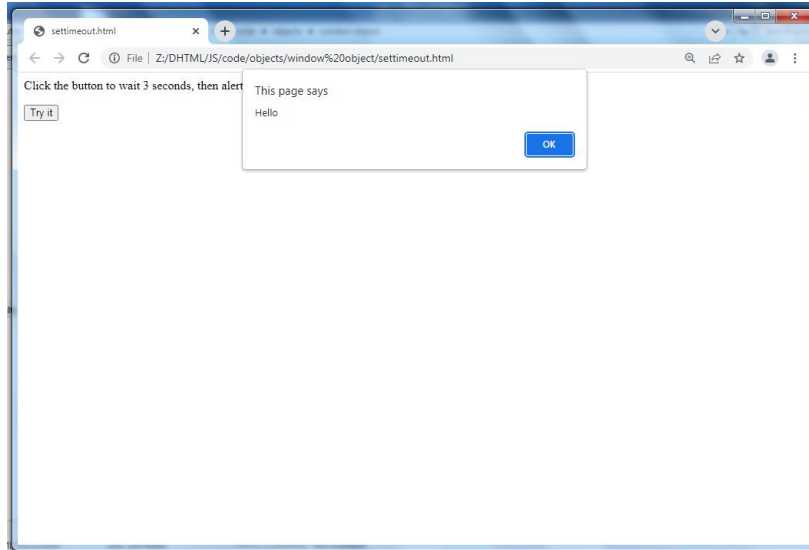 settimeout.html
File | Z:/DHTML/JS/code/objects/window%20object/settimeout.html
Click the button to wait 3 seconds, then alert
Try it
This page says
Hello
OK